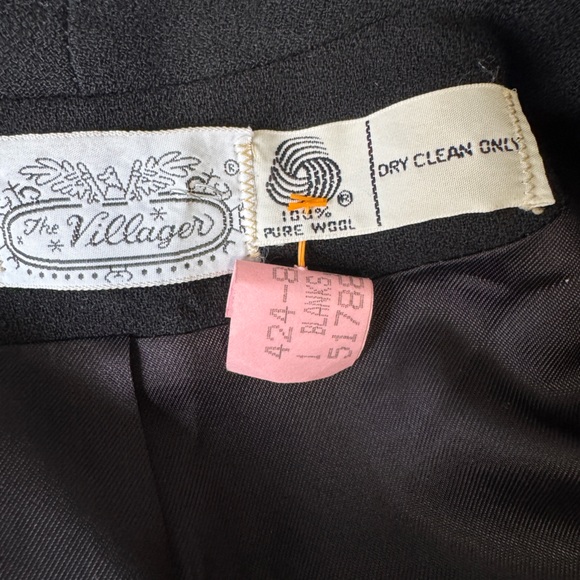 The Villager
®
®
100%
PURE WOOL
DRY CLEAN ONLY
424-8
1 BLANKS
51788